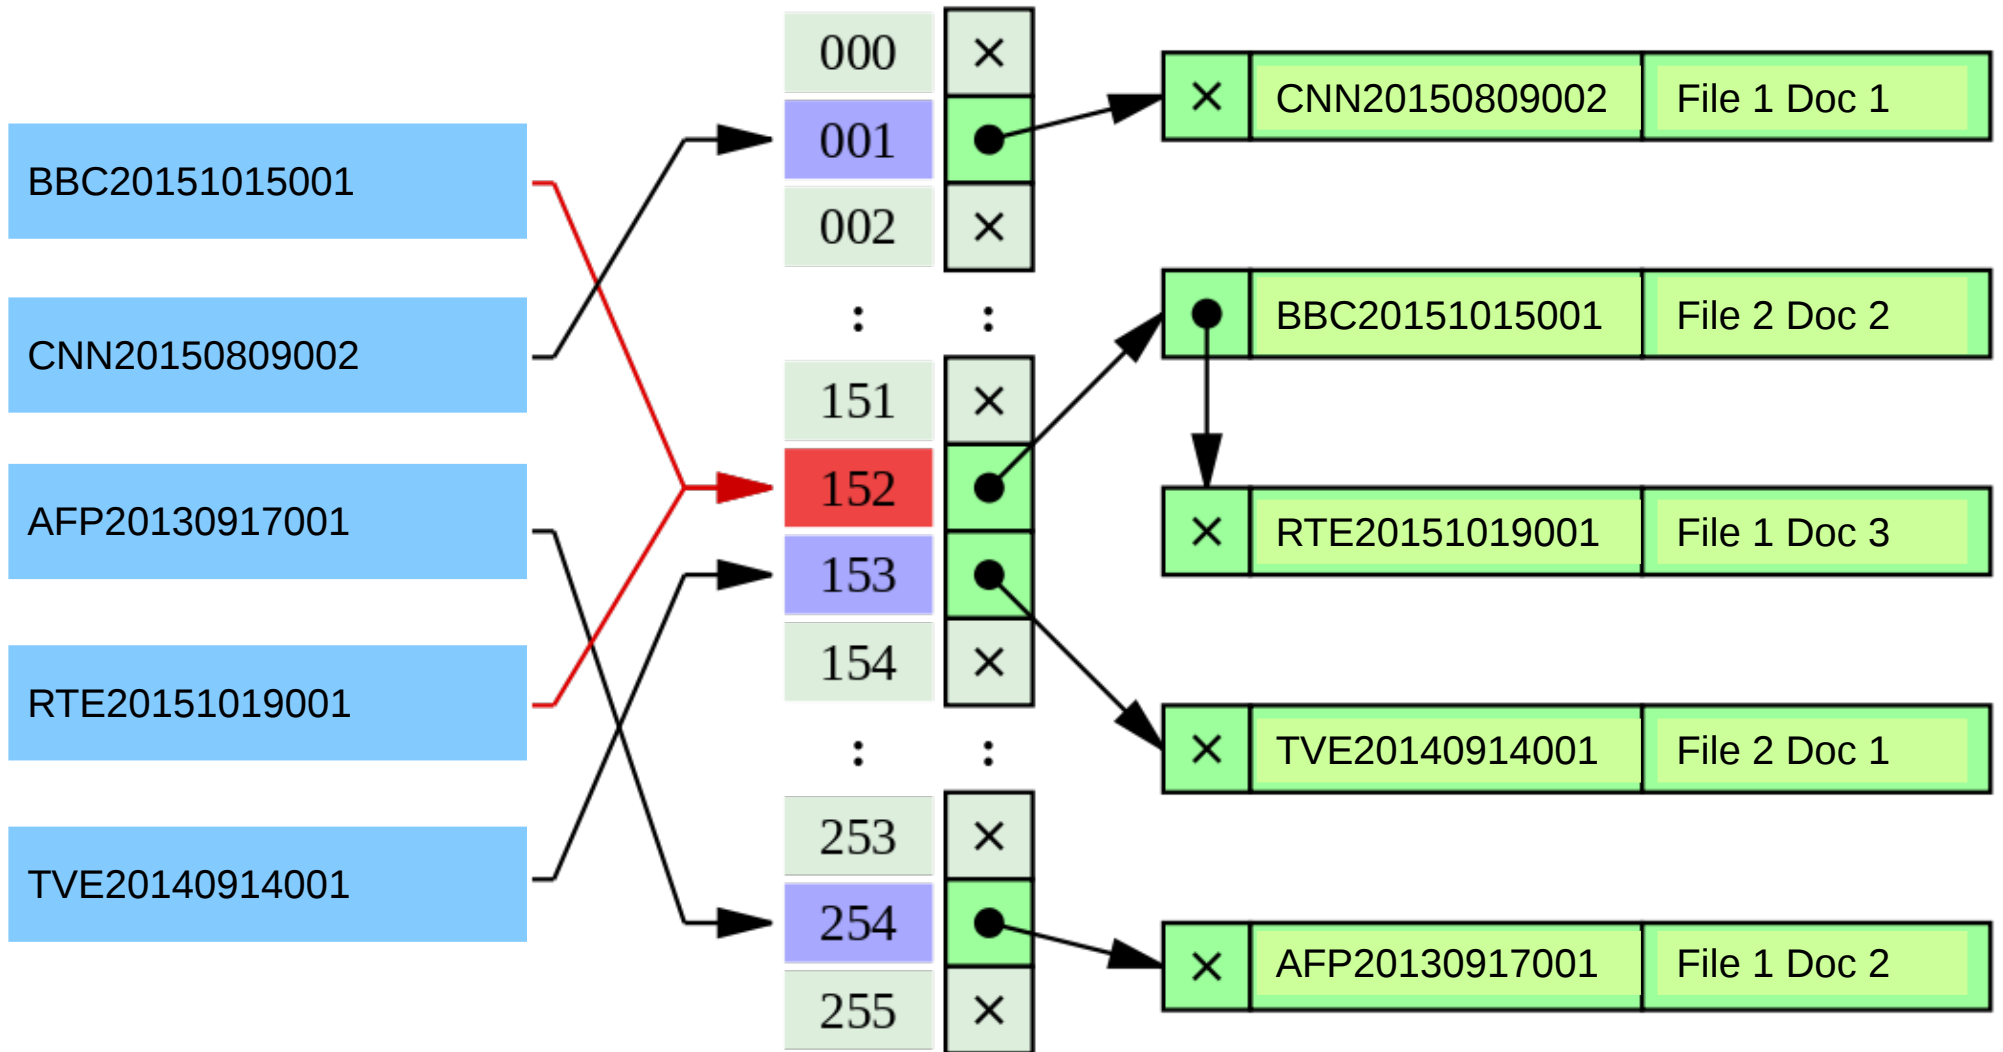 BBC20151015001
CNN20150809002
AFP20130917001
RTE20151019001
TVE20140914001
000
001
002
:
151
152
153
154
:
253
254
255
×
×
:
×
×
:
×
×
× CNN20150809002 File 1 Doc 1
BBC20151015001 File 2 Doc 2
× RTE20151019001 File 1 Doc 3
× TVE20140914001 File 2 Doc 1
× AFP20130917001 File 1 Doc 2